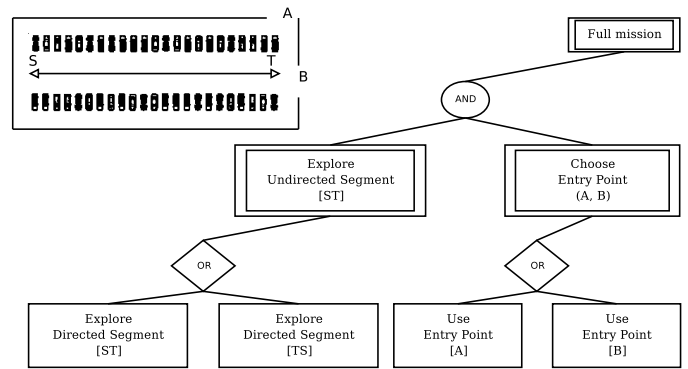 A
S
T
B
Full mission
AND
Explore
Undirected Segment
[ST]
Choose
Entry Point
(A, B)
OR
OR
Explore
Directed Segment
[ST]
Explore
Directed Segment
[TS]
Use
Entry Point
[A]
Use
Entry Point
[B]